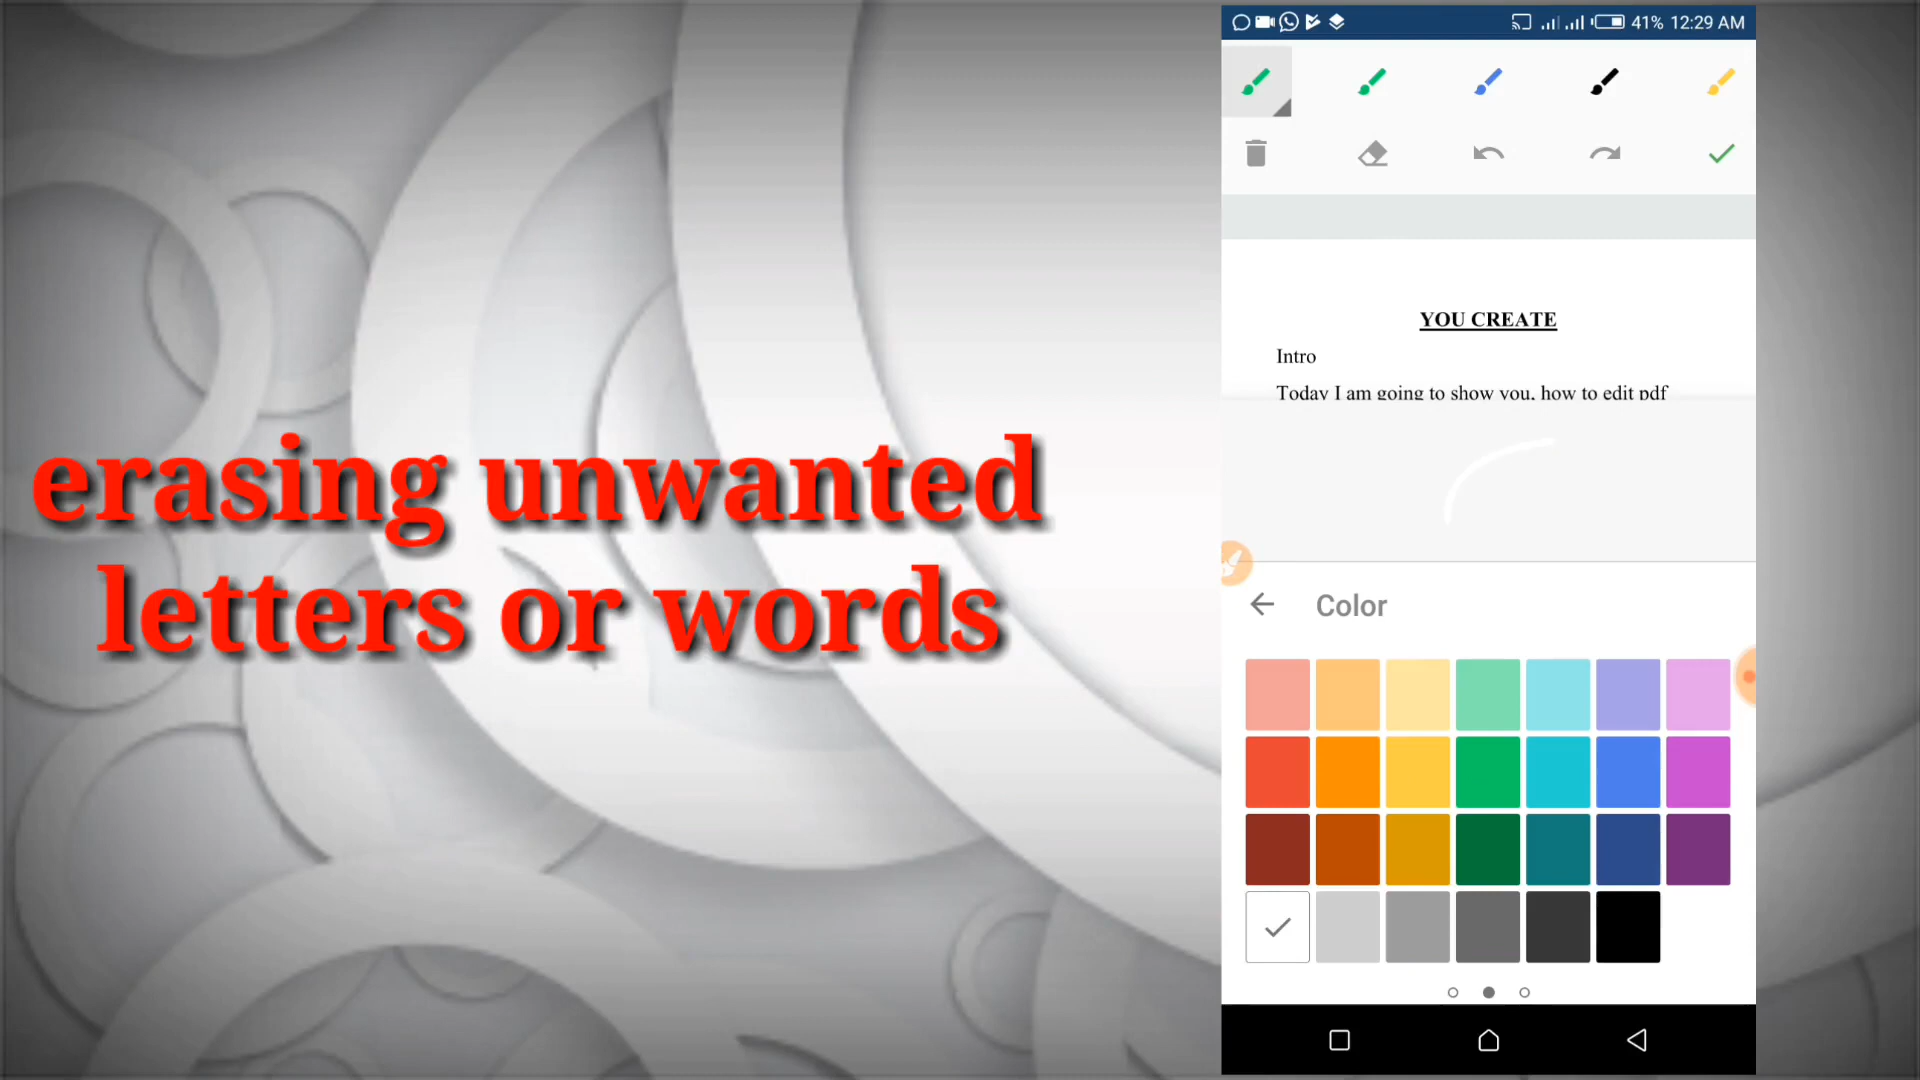 erasing unwanted
letters or words
41% 12:29 AM
YOU CREATE
Intro
Today I am going to show you, how to edit pdf
Color